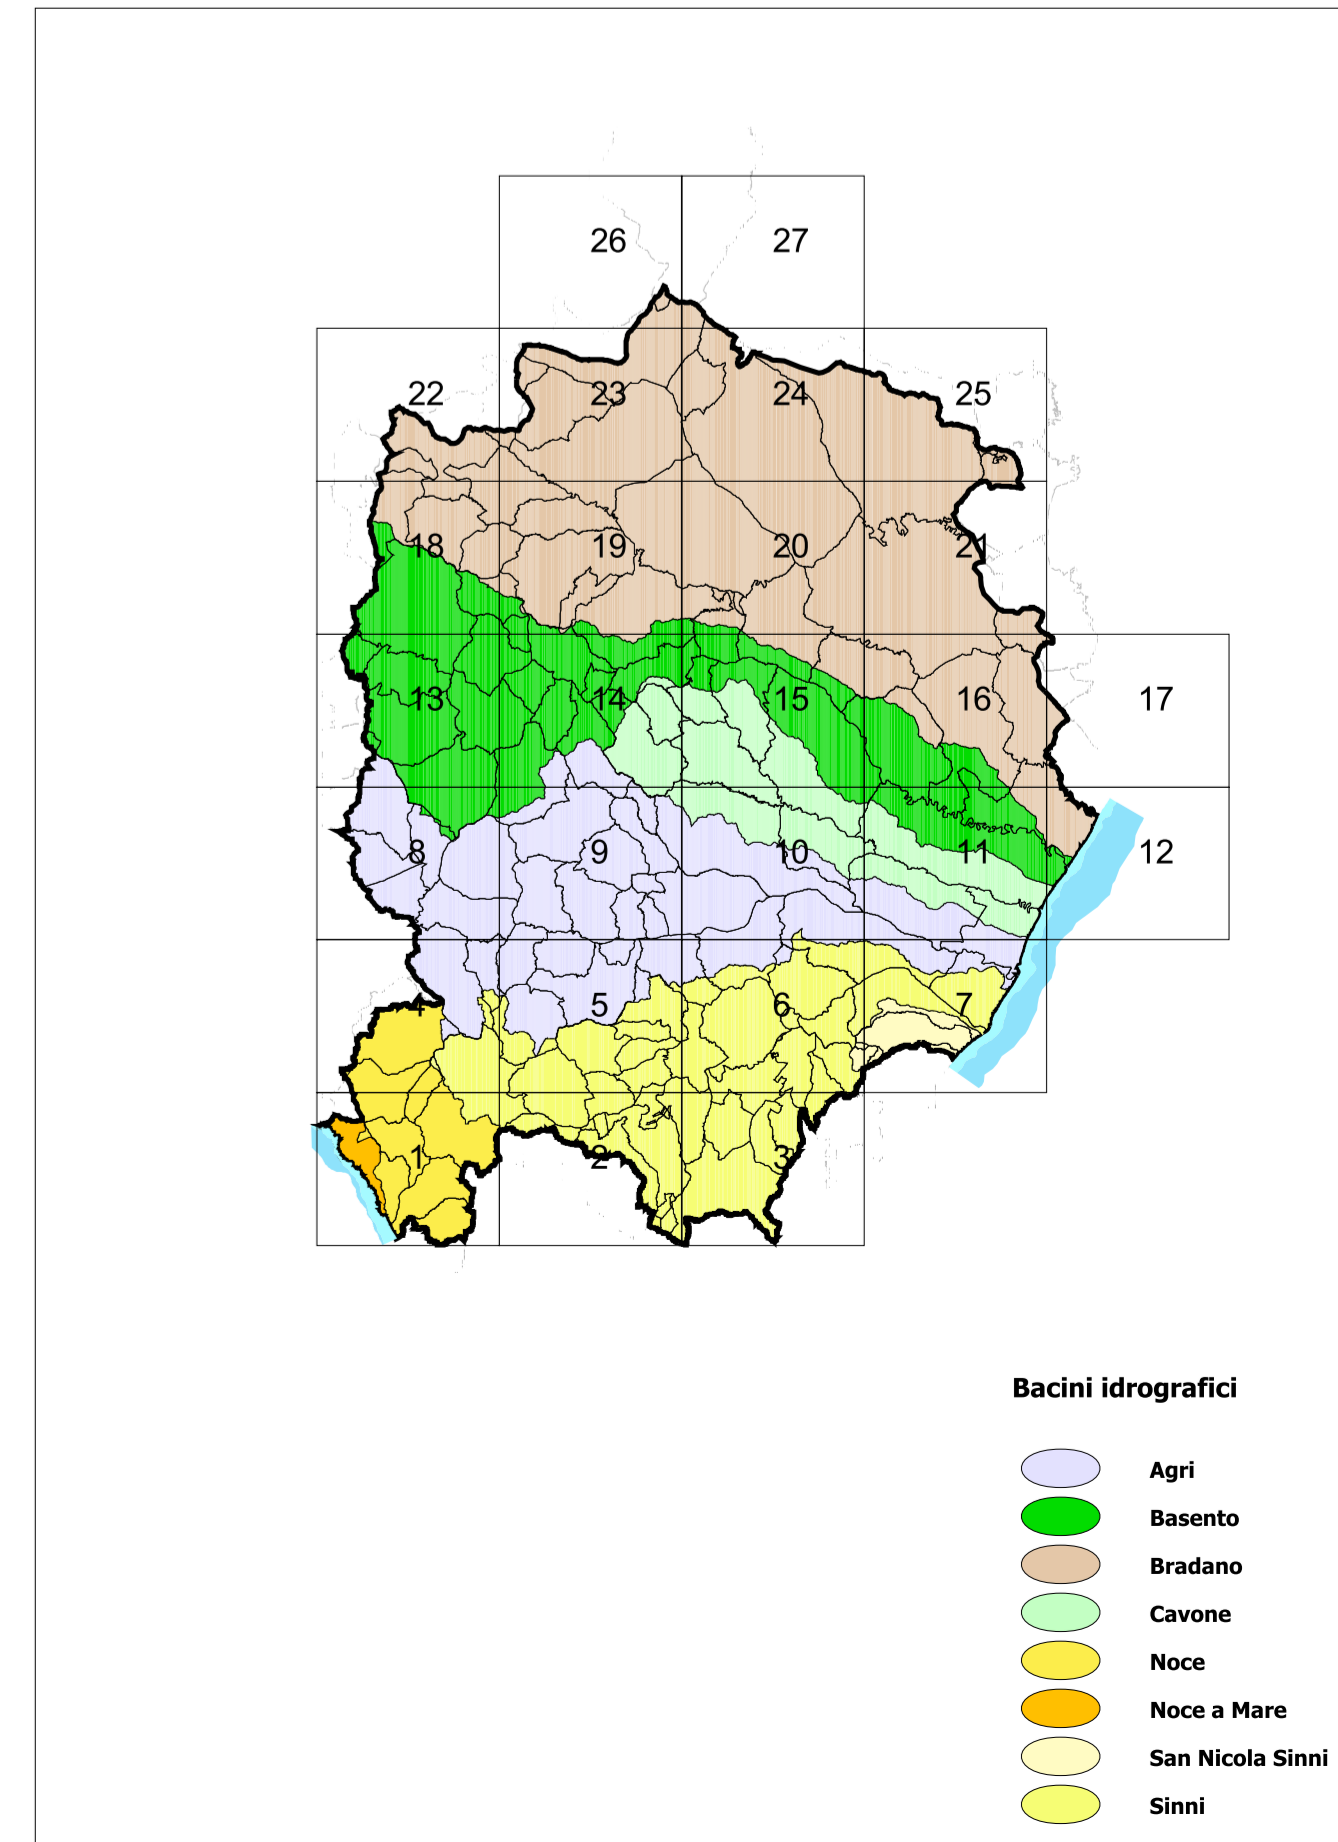 26 27
22 23 24 25
18 19 20 21
13 14 15 16 17
8 9 10 11 12
4 5 6 7
1 2 3
Bacini idrografici
Agri
Basento
Bradano
Cavone
Noce
Noce a Mare
San Nicola Sinni
Sinni